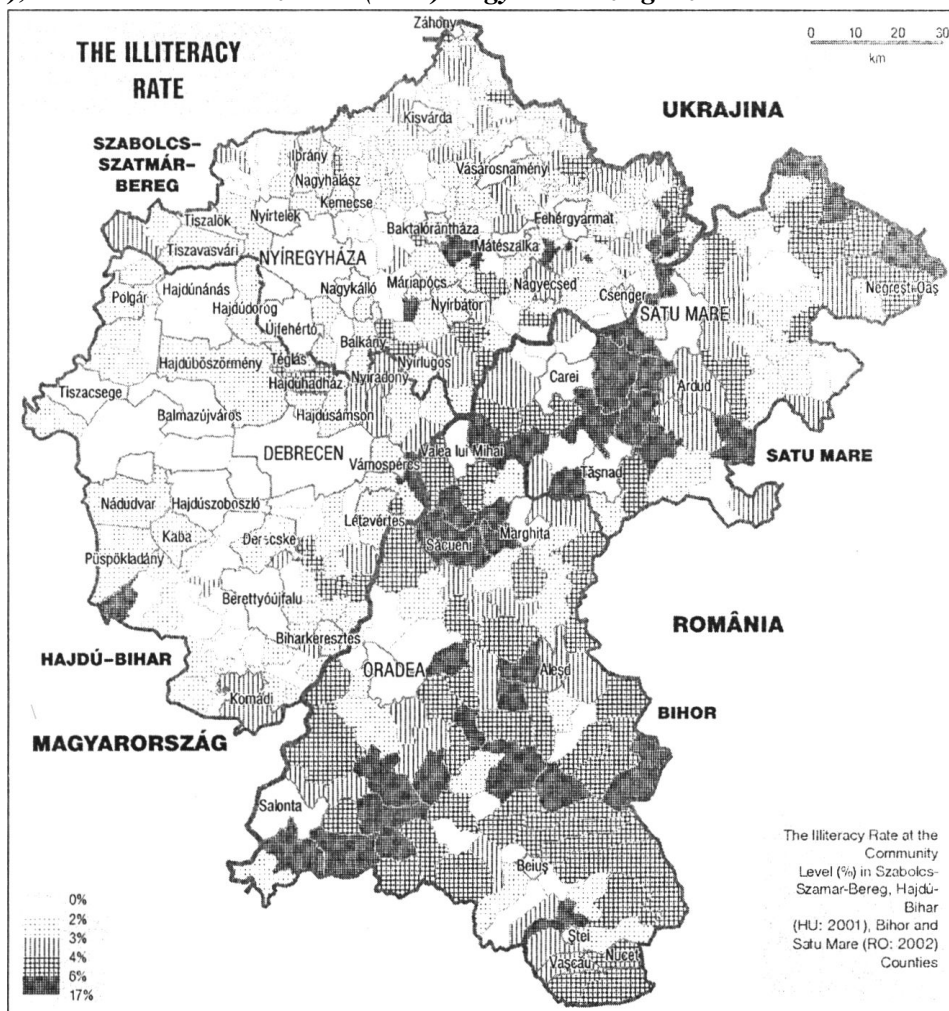 THE ILLITERACY
RATE
0 10 20 30
km
Záhony
UKRAJINA
SZABOLCS-
SZATMÁR-
BEREG
Kisvárda
Ibrány
Nagyhalász
Vásárosnamény
Kemecse
Tiszalök
Nyírtelek
Fehérgyarmat
Baktalórántháza
Tiszavasvári
NYÍREGYHÁZA
Mátészalka
Polgár
Hajdúnánás
Nagykálló
Máriapócs
Nagyecsed
Negrești-Oaș
Hajdúdorog
Nyírbátor
Csenger
SATU MARE
Újfehértó
Balkány
Hajdúböszörmény
Téglás
Nyírlugos
Carei
Hajdúhadház
Nyíradony
Ardud
Tiszacsege
Balmazújváros
Hajdúsámson
DEBRECEN
Valea lui Mihai
SATU MARE
Vámospércs
Tășnad
Nádudvar
Hajdúszoboszló
Létavértes
Marghita
Kaba
Derecske
Săcueni
Püspökladány
Berettyóújfalu
ROMÂNIA
Biharkeresztes
HAJDÚ-BIHAR
ORADEA
Aleșd
Komádi
BIHOR
MAGYARORSZÁG
Salonta
Beiuș
Ștei
Nucet
Vașcău
0%
2%
3%
4%
6%
17%
The Illiteracy Rate at the
Community
Level (%) in Szabolcs-
Szamar-Bereg, Hajdú-
Bihar
(HU: 2001), Bihor and
Satu Mare (RO: 2002)
Counties